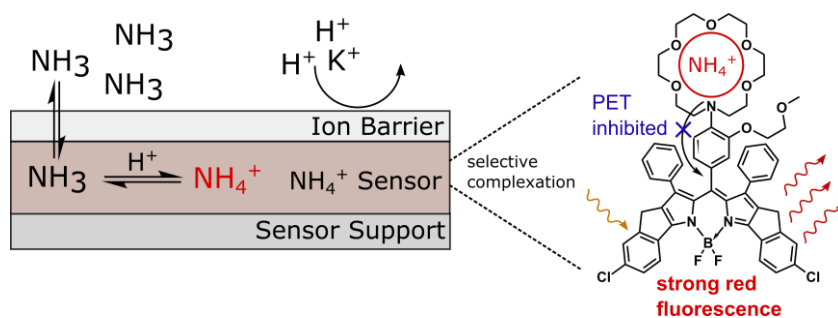 NH3
NH3
NH3
H⁺
H⁺ K⁺
Ion Barrier
NH3
H⁺
NH₄⁺
NH₄⁺ Sensor
Sensor Support
selective
complexation
O
O
O
O
O
NH₄⁺
N
PET
inhibited
O
O
N
N
B
F
F
Cl
Cl
strong red
fluorescence